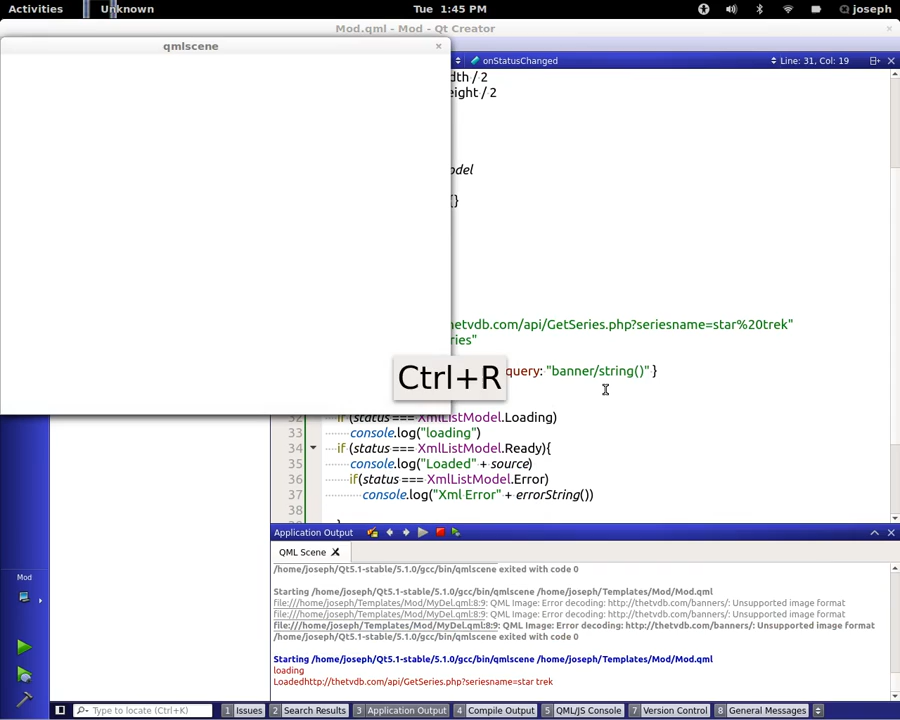 Activities
Unknown
Tue 1:45 PM
joseph
Mod.qml - Mod - Qt Creator
qmlscene
onStatusChanged
Line: 31, Col: 19
dth / 2
eight / 2
odel
{}
hetvdb.com/api/GetSeries.php?seriesname=star%20trek"
ries"
Ctrl+R
query: "banner/string()" }
32 if (status === XmlListModel.Loading)
33 console.log("loading")
34 if (status === XmlListModel.Ready){
35 console.log("Loaded" + source)
36 if(status === XmlListModel.Error)
37 console.log("Xml Error" + errorString())
38
Application Output
QML Scene
/home/joseph/Qt5.1-stable/5.1.0/gcc/bin/qmlscene exited with code 0
Starting /home/joseph/Qt5.1-stable/5.1.0/gcc/bin/qmlscene /home/joseph/Templates/Mod/Mod.qml
file:///home/joseph/Templates/Mod/MyDel.qml:8:9: QML Image: Error decoding: http://thetvdb.com/banners/: Unsupported image format
file:///home/joseph/Templates/Mod/MyDel.qml:8:9: QML Image: Error decoding: http://thetvdb.com/banners/: Unsupported image format
file:///home/joseph/Templates/Mod/MyDel.qml:8:9: QML Image: Error decoding: http://thetvdb.com/banners/: Unsupported image format
/home/joseph/Qt5.1-stable/5.1.0/gcc/bin/qmlscene exited with code 0
Starting /home/joseph/Qt5.1-stable/5.1.0/gcc/bin/qmlscene /home/joseph/Templates/Mod/Mod.qml
loading
Loadedhttp://thetvdb.com/api/GetSeries.php?seriesname=star trek
Mod
Type to locate (Ctrl+K)
1 Issues
2 Search Results
3 Application Output
4 Compile Output
5 QML/JS Console
7 Version Control
8 General Messages